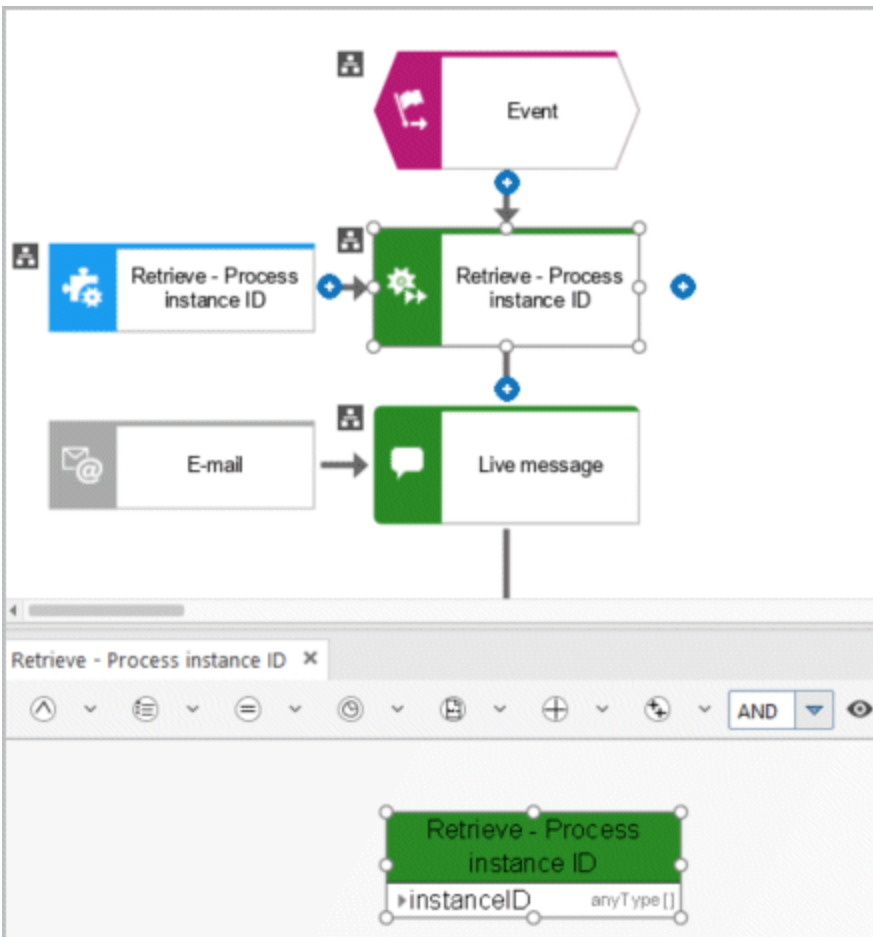 Event
Retrieve - Process
instance ID
Retrieve - Process
instance ID
E-mail
Live message
Retrieve - Process instance ID ×
AND
Retrieve - Process
instance ID
instanceID anyType[]